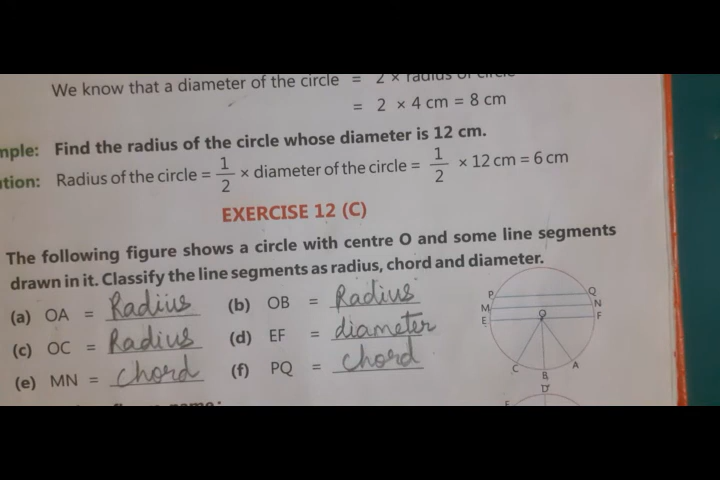 We know that a diameter of the circle = 2 × radius of circle
= 2 × 4 cm = 8 cm
mple: Find the radius of the circle whose diameter is 12 cm.
ution: Radius of the circle = 1/2 × diameter of the circle = 1/2 × 12 cm = 6 cm
EXERCISE 12 (C)
The following figure shows a circle with centre O and some line segments
drawn in it. Classify the line segments as radius, chord and diameter.
(a) OA = Radius (b) OB = Radius
(c) OC = Radius (d) EF = diameter
(e) MN = chord (f) PQ = chord
P Q
M N
E O F
C B A
D
name: